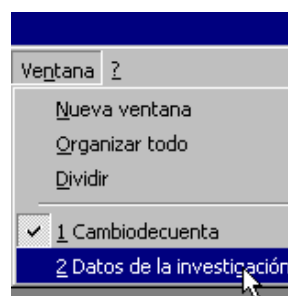 Ventana ?
Nueva ventana
Organizar todo
Dividir
1 Cambiodecuenta
2 Datos de la investigación